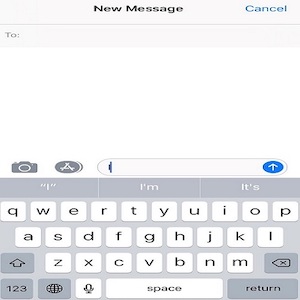 New Message Cancel
To:
I
"I" I'm It's
q w e r t y u i o p
a s d f g h j k l
z x c v b n m
123 space return